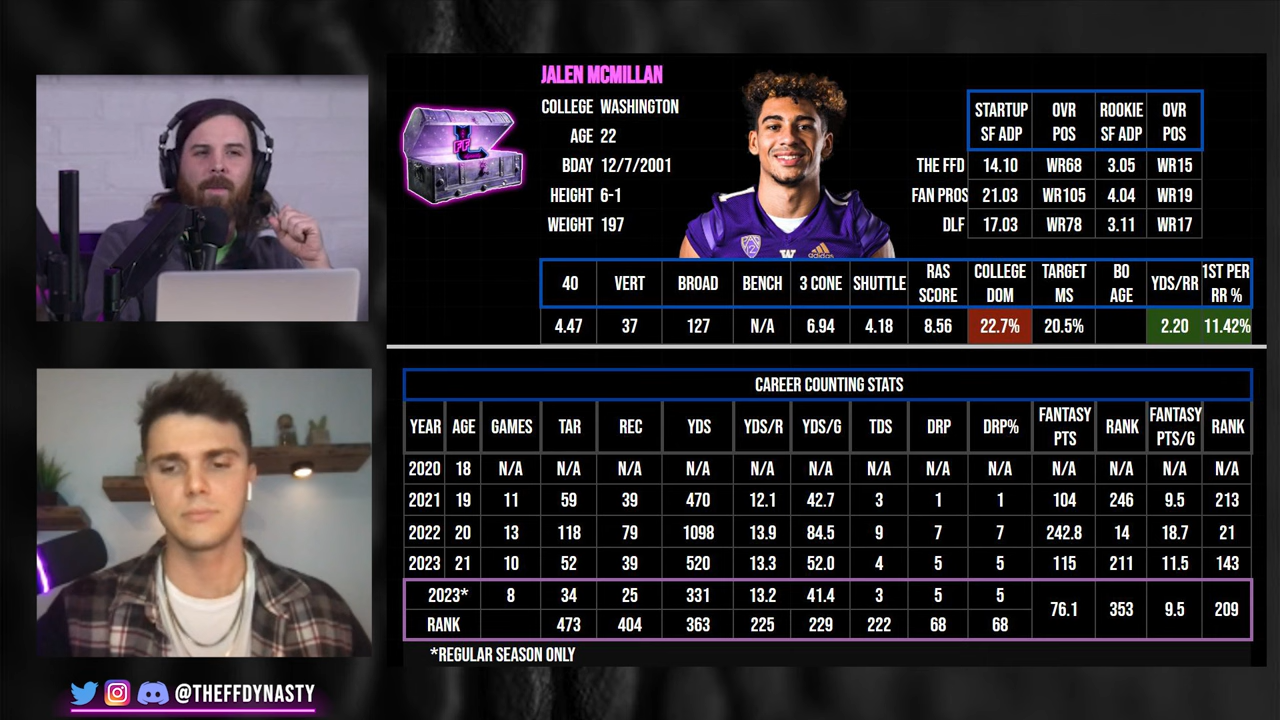 JALEN MCMILLAN
COLLEGE WASHINGTON
AGE 22
BDAY 12/7/2001
HEIGHT 6-1
WEIGHT 197
FF
W
adidas
STARTUP SF ADP OVR POS ROOKIE SF ADP OVR POS
THE FFD 14.10 WR68 3.05 WR15
FAN PROS 21.03 WR105 4.04 WR19
DLF 17.03 WR78 3.11 WR17
40 VERT BROAD BENCH 3 CONE SHUTTLE RAS SCORE COLLEGE DOM TARGET MS BO AGE YDS/RR 1ST PER RR %
4.47 37 127 N/A 6.94 4.18 8.56 22.7% 20.5% 2.20 11.42%
CAREER COUNTING STATS
YEAR AGE GAMES TAR REC YDS YDS/R YDS/G TDS DRP DRP% FANTASY PTS RANK FANTASY PTS/G RANK
2020 18 N/A N/A N/A N/A N/A N/A N/A N/A N/A N/A N/A N/A N/A
2021 19 11 59 39 470 12.1 42.7 3 1 1 104 246 9.5 213
2022 20 13 118 79 1098 13.9 84.5 9 7 7 242.8 14 18.7 21
2023 21 10 52 39 520 13.3 52.0 4 5 5 115 211 11.5 143
2023* 8 34 25 331 13.2 41.4 3 5 5 76.1 353 9.5 209
RANK 473 404 363 225 229 222 68 68
*REGULAR SEASON ONLY
@THEFFDYNASTY